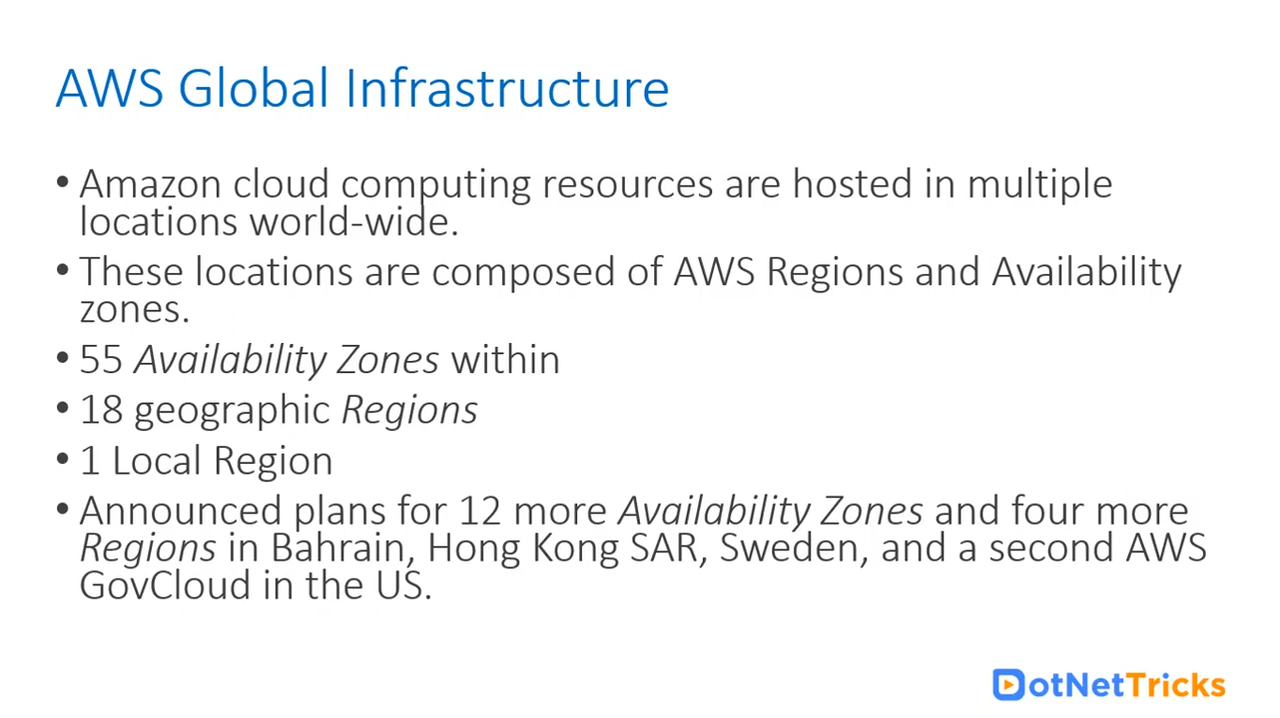 AWS Global Infrastructure
• Amazon cloud computing resources are hosted in multiple
locations world-wide.
• These locations are composed of AWS Regions and Availability
zones.
• 55 Availability Zones within
• 18 geographic Regions
• 1 Local Region
• Announced plans for 12 more Availability Zones and four more
Regions in Bahrain, Hong Kong SAR, Sweden, and a second AWS
GovCloud in the US.
DotNetTricks